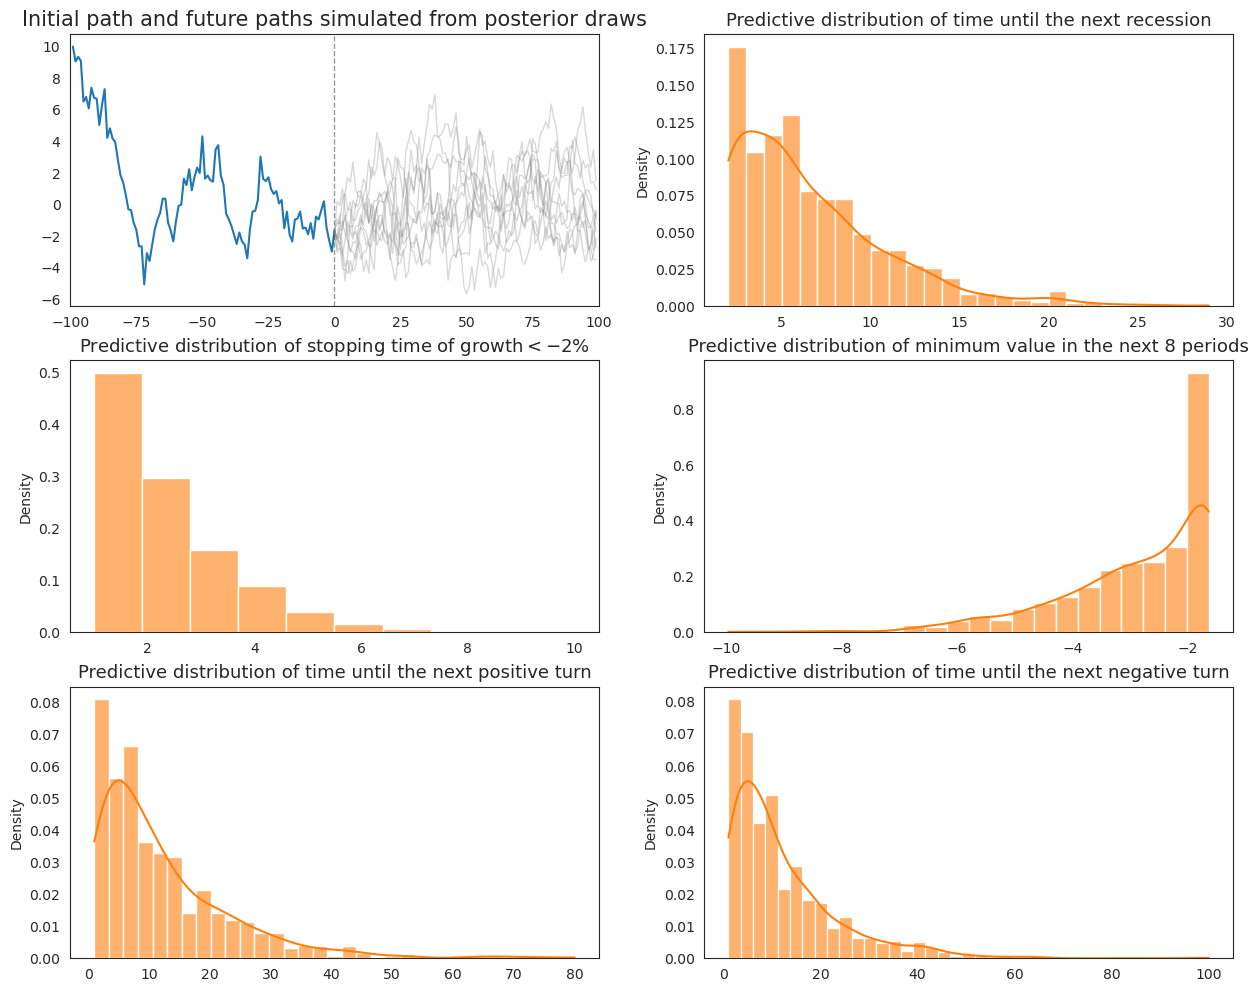 Initial path and future paths simulated from posterior draws
10
8
6
4
2
0
−2
−4
−6
−100 −75 −50 −25 0 25 50 75 100
Predictive distribution of time until the next recession
Density
0.175
0.150
0.125
0.100
0.075
0.050
0.025
0.000
5 10 15 20 25 30
Predictive distribution of stopping time of growth < −2%
Density
0.5
0.4
0.3
0.2
0.1
0.0
2 4 6 8 10
Predictive distribution of minimum value in the next 8 periods
Density
0.8
0.6
0.4
0.2
0.0
−10 −8 −6 −4 −2
Predictive distribution of time until the next positive turn
Density
0.08
0.07
0.06
0.05
0.04
0.03
0.02
0.01
0.00
0 10 20 30 40 50 60 70 80
Predictive distribution of time until the next negative turn
Density
0.08
0.07
0.06
0.05
0.04
0.03
0.02
0.01
0.00
0 20 40 60 80 100